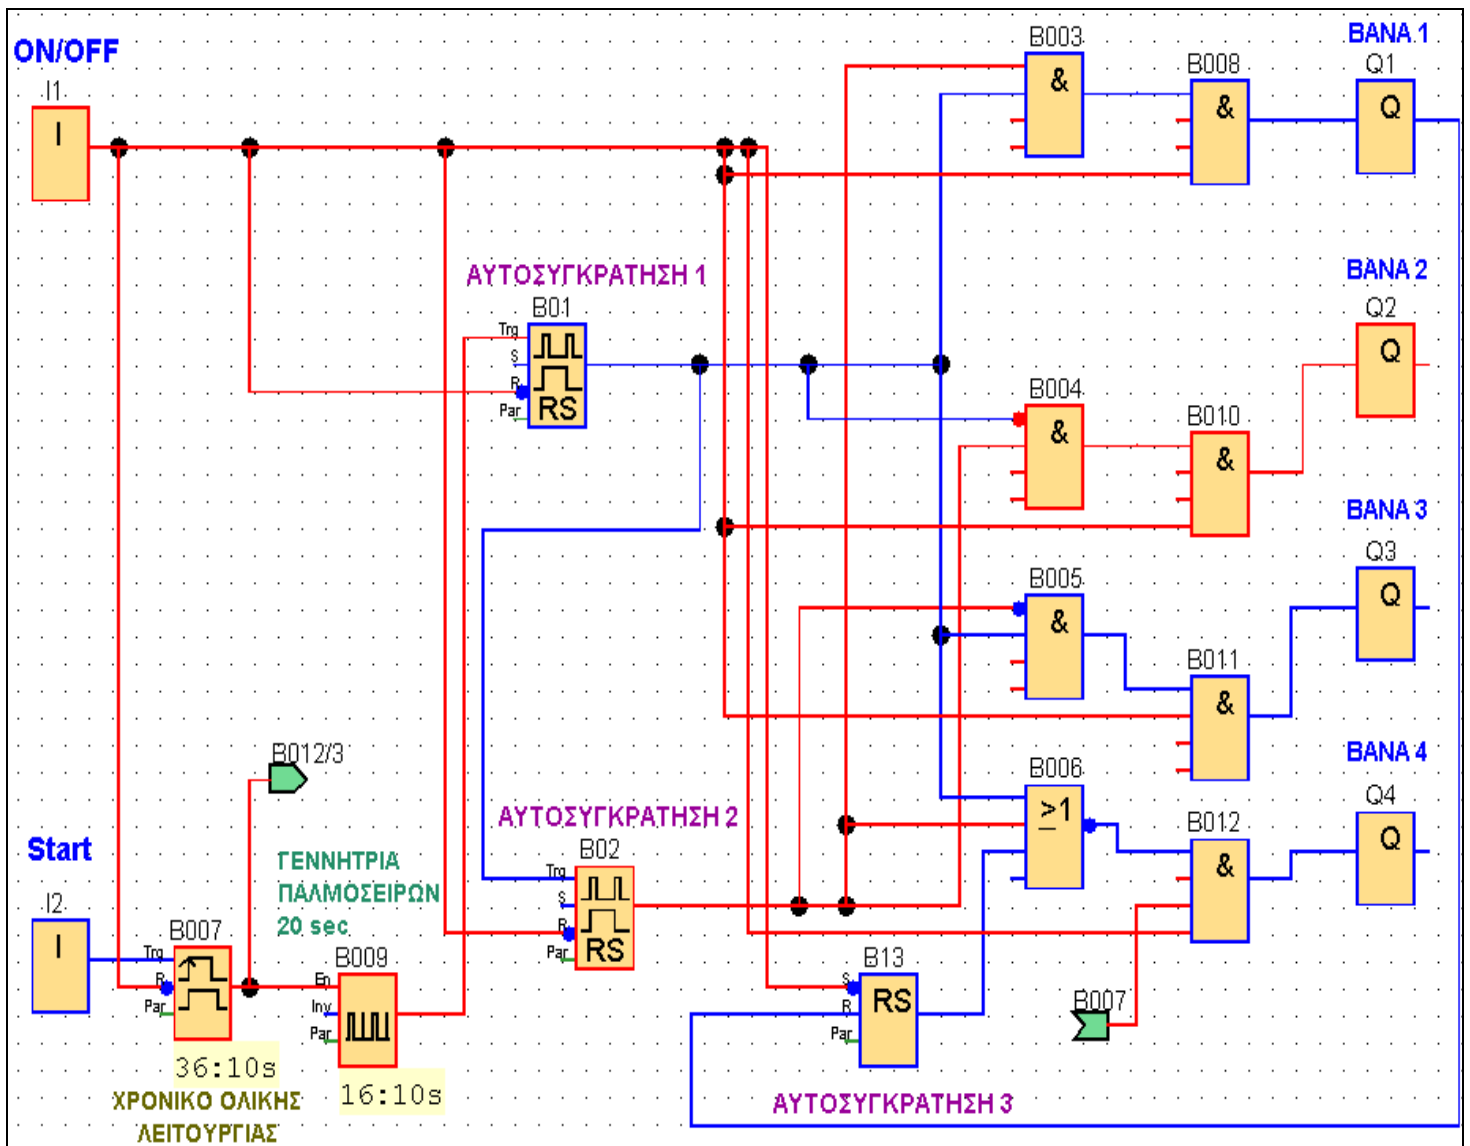 ON/OFF
I1
I
B003
&
B008
&
BANA 1
Q1
Q
ΑΥΤΟΣΥΓΚΡΑΤΗΣΗ 1
B01
Trg
S
R
Par
RS
BANA 2
Q2
Q
B004
&
B010
&
BANA 3
Q3
Q
B005
&
B011
&
B012/3
BANA 4
Q4
Q
B006
≥1
B012
&
ΑΥΤΟΣΥΓΚΡΑΤΗΣΗ 2
B02
Trg
S
R
Par
RS
Start
I2
I
ΓΕΝΝΗΤΡΙΑ
ΠΑΛΜΟΣΕΙΡΩΝ
20 sec
B007
Trg
R
Par
36:10s
ΧΡΟΝΙΚΟ ΟΛΙΚΗΣ
ΛΕΙΤΟΥΡΓΙΑΣ
B009
En
Inv
Par
16:10s
B13
S
R
Par
RS
B007
ΑΥΤΟΣΥΓΚΡΑΤΗΣΗ 3